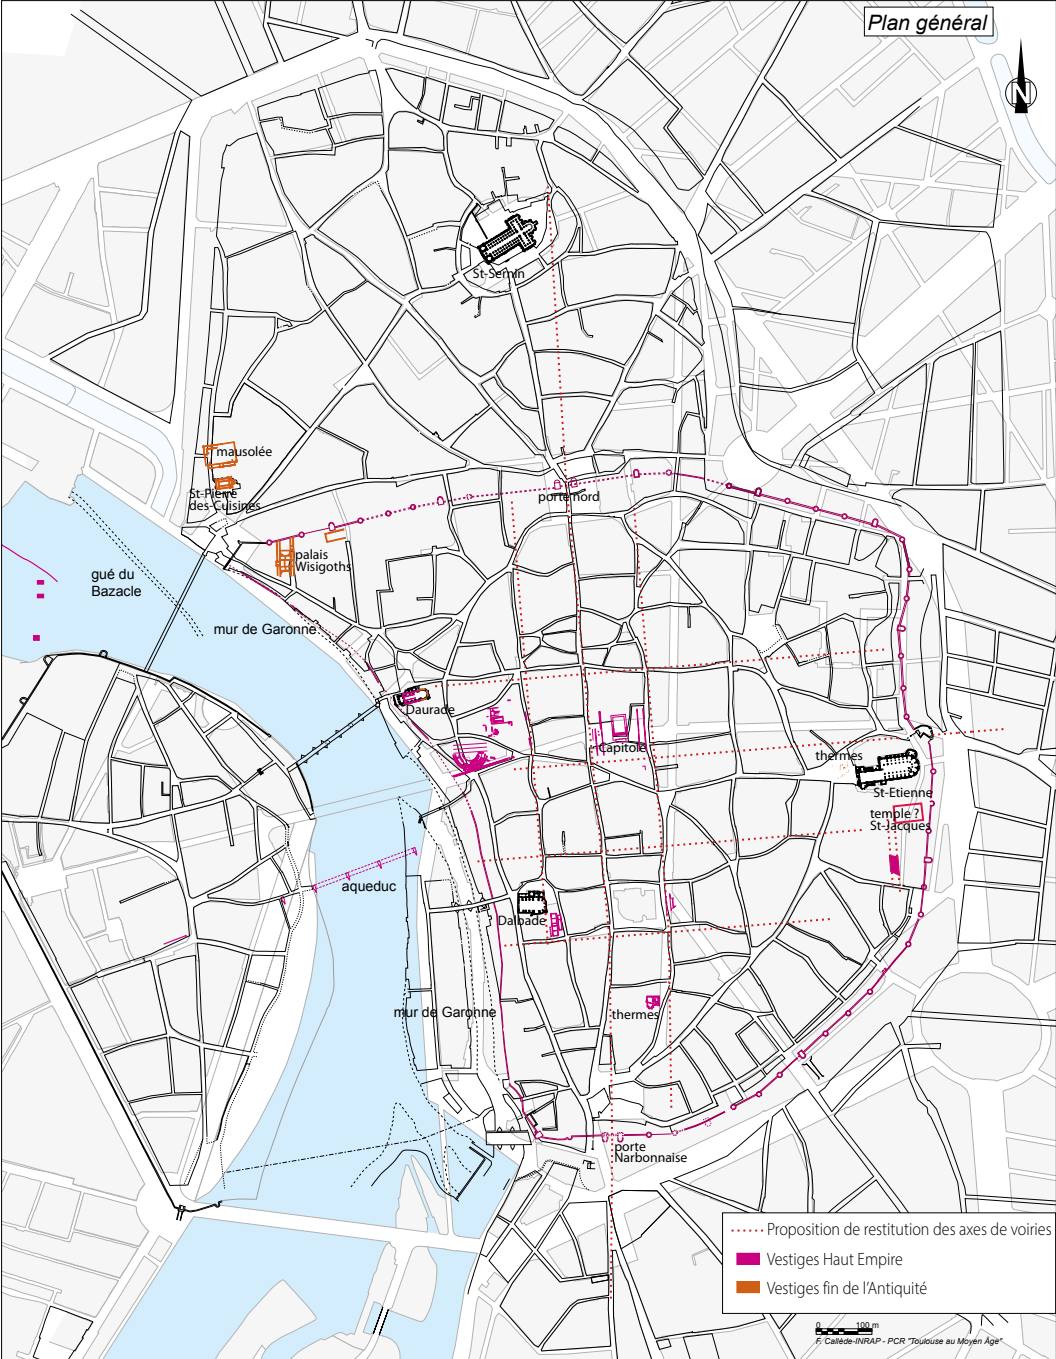 Plan général
N
St-Sernin
mausolée
St-Pierre
des-Cuisines
porte nord
palais
Wisigoths
gué du
Bazacle
mur de Garonne
Daurade
Capitole
thermes
St-Etienne
temple ?
St-Jacques
aqueduc
Dalbade
mur de Garonne
thermes
porte
Narbonnaise
Proposition de restitution des axes de voiries
Vestiges Haut Empire
Vestiges fin de l'Antiquité
0 100 m
F. Callède-INRAP - PCR "Toulouse au Moyen Âge"